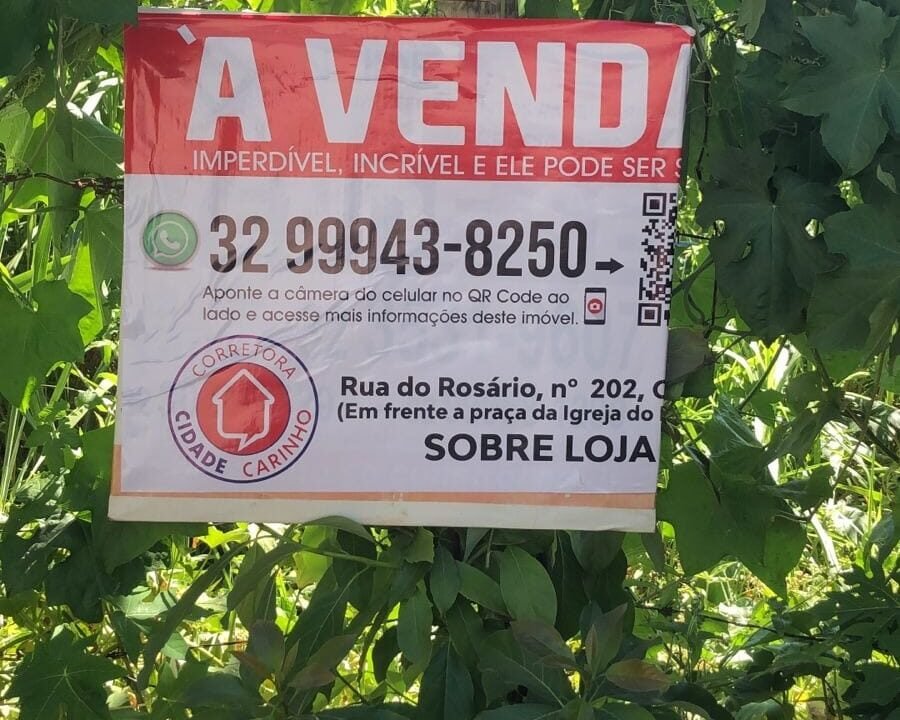 À VENDA
IMPERDÍVEL, INCRÍVEL E ELE PODE SER
32 99943-8250
Aponte a câmera do celular no QR Code ao
lado e acesse mais informações deste imóvel.
CORRETORA
CIDADE CARINHO
Rua do Rosário, nº 202,
(Em frente a praça da Igreja do
SOBRE LOJA